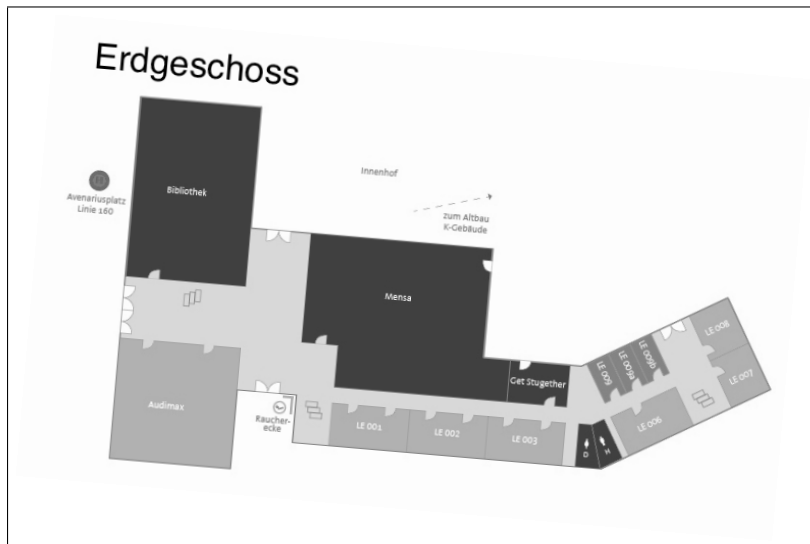 Erdgeschoss
Bibliothek
Innenhof
Avenariusplatz
Linie 160
zum Altbau
K-Gebäude
Mensa
Get Stugether
LE 009
LE 009a
LE 009b
LE 008
LE 007
LE 006
Audimax
Raucher-
ecke
LE 001
LE 002
LE 003
D
H